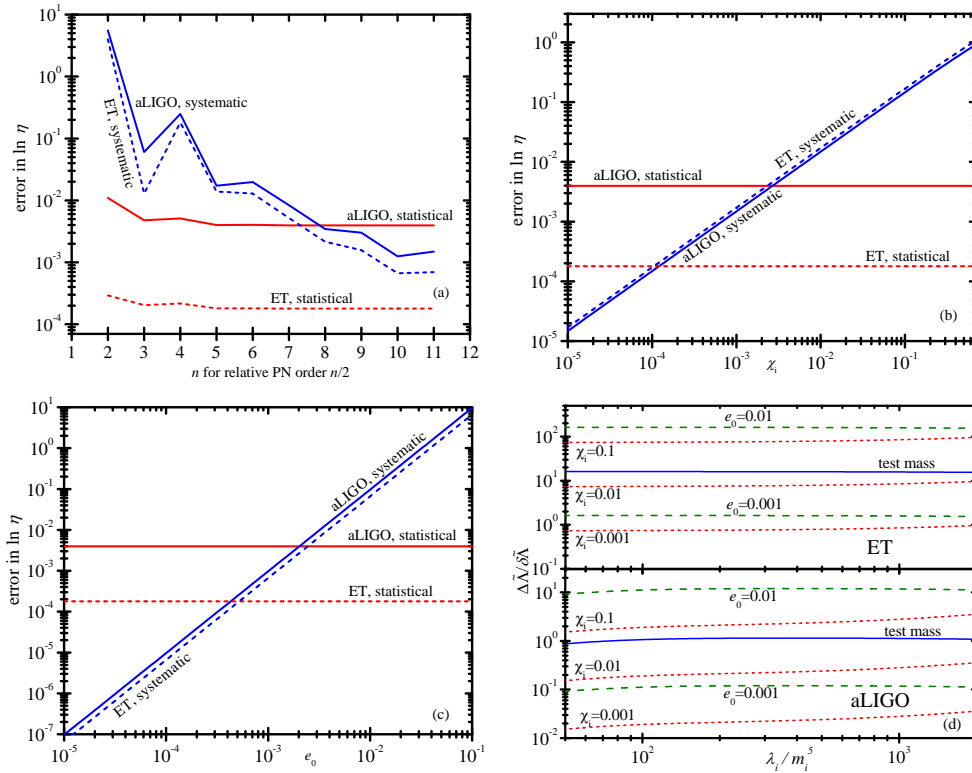 error in ln η
10^1
10^0
10^-1
10^-2
10^-3
10^-4
aLIGO, systematic
ET, systematic
aLIGO, statistical
ET, statistical
(a)
1 2 3 4 5 6 7 8 9 10 11 12
n for relative PN order n/2
error in ln η
10^0
10^-1
10^-2
10^-3
10^-4
10^-5
ET, systematic
aLIGO, statistical
aLIGO, systematic
ET, statistical
(b)
10^-5 10^-4 10^-3 10^-2 10^-1
χ_i
error in ln η
10^1
10^0
10^-1
10^-2
10^-3
10^-4
10^-5
10^-6
10^-7
aLIGO, systematic
aLIGO, statistical
ET, statistical
ET, systematic
(c)
10^-5 10^-4 10^-3 10^-2 10^-1
e_0
ΔΛ̃/δΛ̃
10^2
10^1
10^0
10^-1
e_0=0.01
χ_i=0.1
test mass
χ_i=0.01
e_0=0.001
χ_i=0.001
ET
10^1
10^0
10^-1
10^-2
e_0=0.01
χ_i=0.1
test mass
χ_i=0.01
e_0=0.001
aLIGO
χ_i=0.001
(d)
10^2 10^3
λ_i/m_i^5